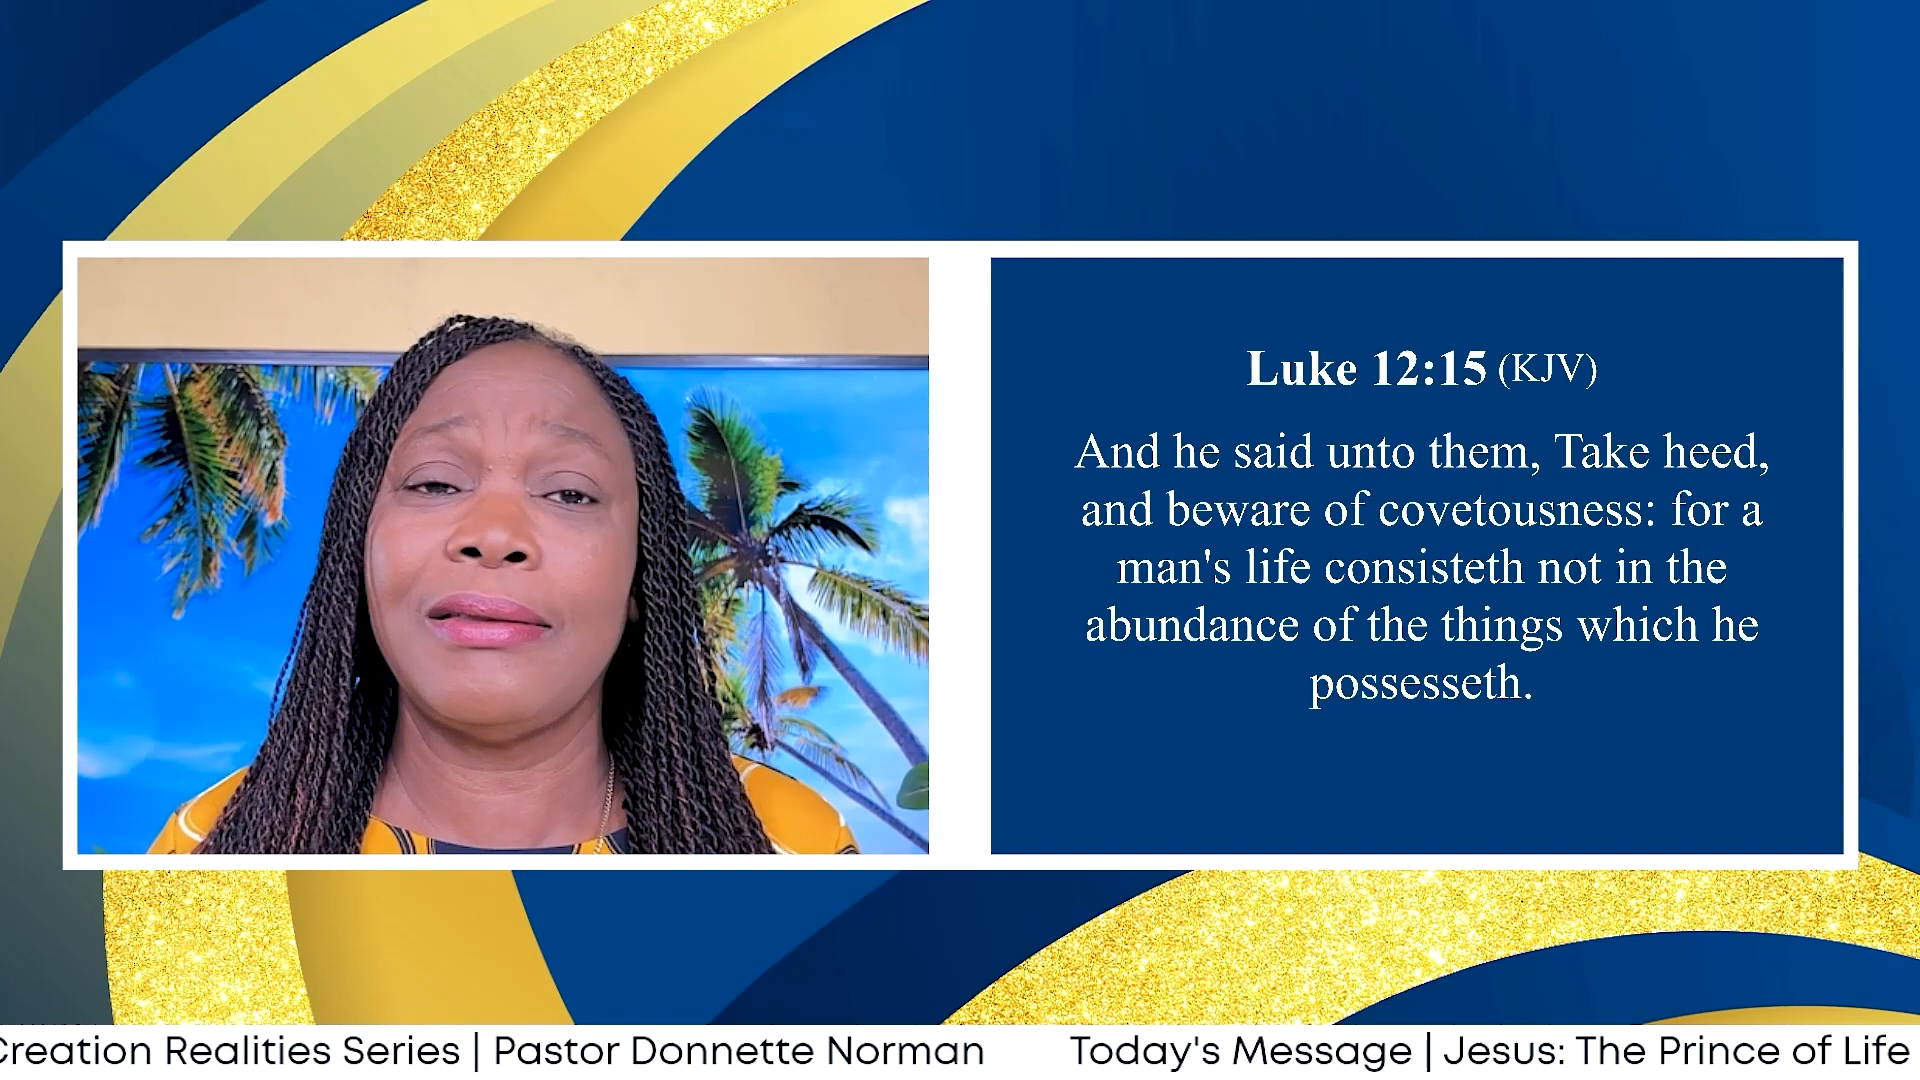 Luke 12:15 (KJV)
And he said unto them, Take heed,
and beware of covetousness: for a
man's life consisteth not in the
abundance of the things which he
possesseth.
Creation Realities Series | Pastor Donnette Norman Today's Message | Jesus: The Prince of Life